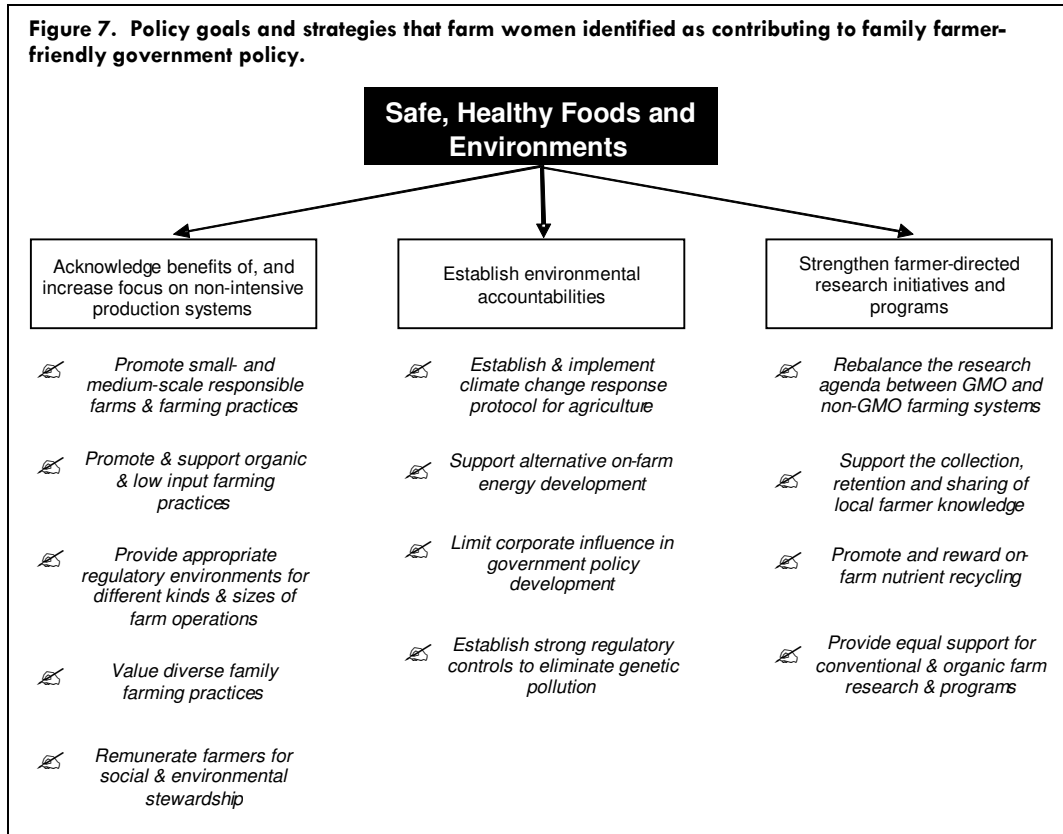 Figure 7. Policy goals and strategies that farm women identified as contributing to family farmer-
friendly government policy.
Safe, Healthy Foods and
Environments
Acknowledge benefits of, and
increase focus on non-intensive
production systems
Promote small- and
medium-scale responsible
farms & farming practices
Promote & support organic
& low input farming
practices
Provide appropriate
regulatory environments for
different kinds & sizes of
farm operations
Value diverse family
farming practices
Remunerate farmers for
social & environmental
stewardship
Establish environmental
accountabilities
Establish & implement
climate change response
protocol for agriculture
Support alternative on-farm
energy development
Limit corporate influence in
government policy
development
Establish strong regulatory
controls to eliminate genetic
pollution
Strengthen farmer-directed
research initiatives and
programs
Rebalance the research
agenda between GMO and
non-GMO farming systems
Support the collection,
retention and sharing of
local farmer knowledge
Promote and reward on-
farm nutrient recycling
Provide equal support for
conventional & organic farm
research & programs